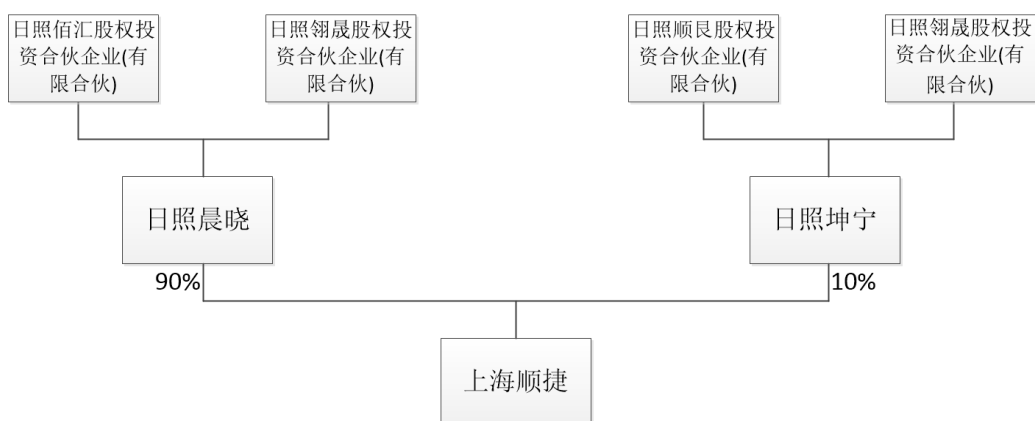 日照佰汇股权投
资合伙企业(有
限合伙)
日照翎晟股权投
资合伙企业(有
限合伙)
日照顺艮股权投
资合伙企业(有
限合伙)
日照翎晟股权投
资合伙企业(有
限合伙)
日照晨晓
日照坤宁
90%
10%
上海顺捷